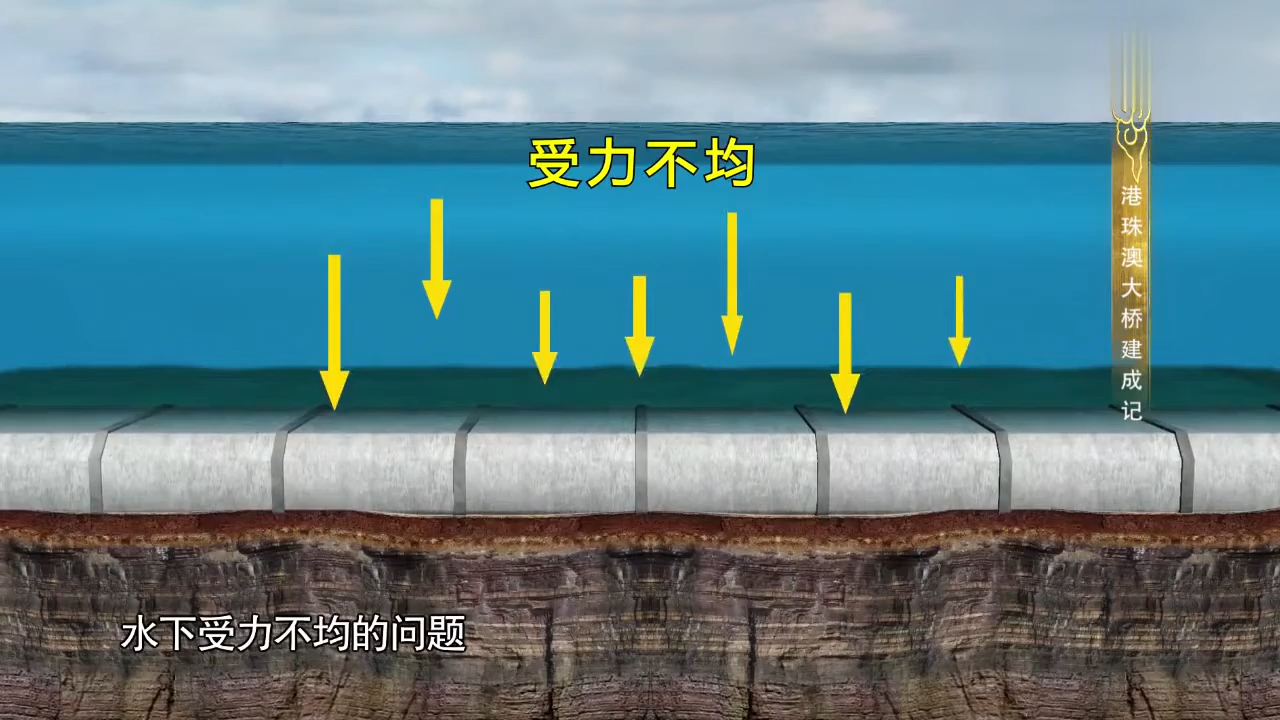 受力不均
港珠澳大桥建成记
水下受力不均的问题